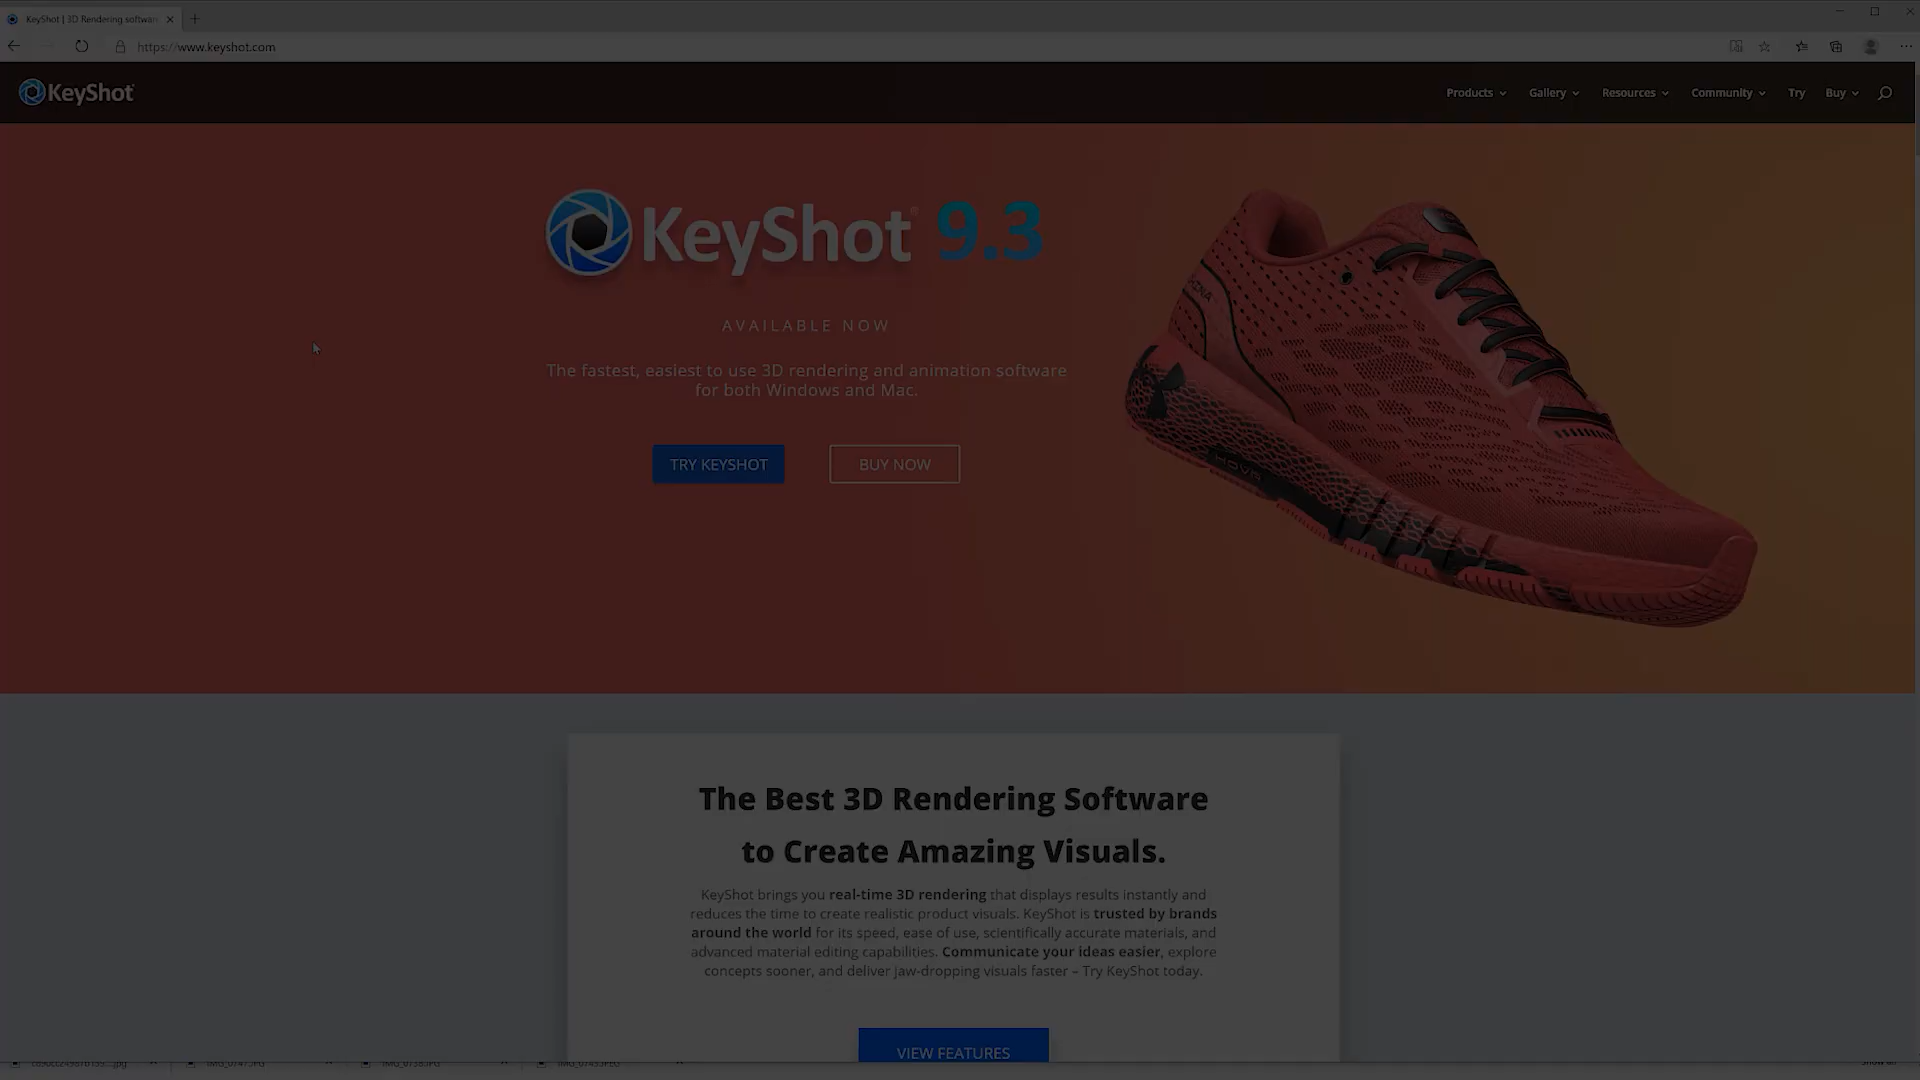 KeyShot | 3D Rendering softwar
https://www.keyshot.com
KeyShot
Products
Gallery
Resources
Community
Try
Buy
KeyShot® 9.3
AVAILABLE NOW
The fastest, easiest to use 3D rendering and animation software
for both Windows and Mac.
TRY KEYSHOT
BUY NOW
HOVR
The Best 3D Rendering Software
to Create Amazing Visuals.
KeyShot brings you real-time 3D rendering that displays results instantly and
reduces the time to create realistic product visuals. KeyShot is trusted by brands
around the world for its speed, ease of use, scientifically accurate materials, and
advanced material editing capabilities. Communicate your ideas easier, explore
concepts sooner, and deliver jaw-dropping visuals faster – Try KeyShot today.
VIEW FEATURES